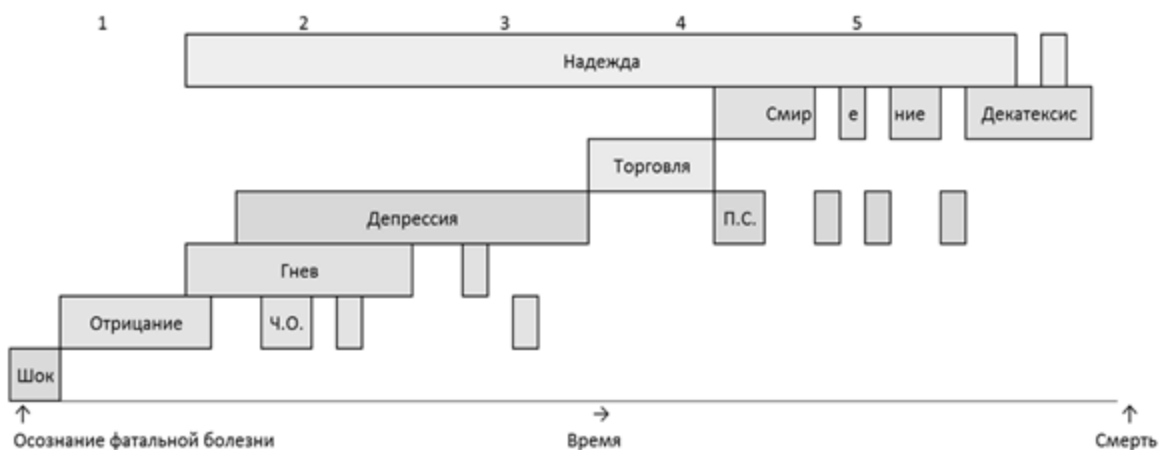 1 2 3 4 5
Надежда
Смир е ние Декатексис
Торговля
Депрессия П.С.
Гнев
Отрицание Ч.О.
Шок
Осознание фатальной болезни Время Смерть